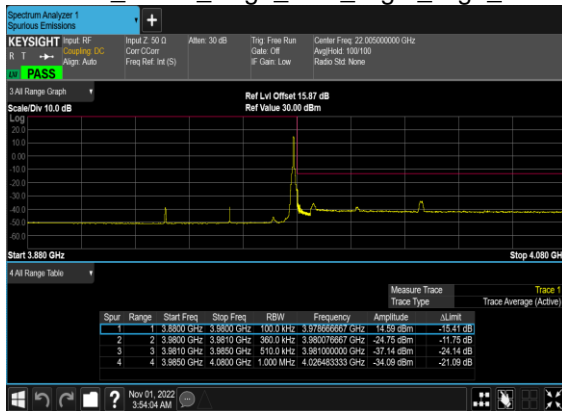 Spectrum Analyzer 1
Spurious Emissions
KEYSIGHT Input: RF Input Z: 50 Ω Atten: 30 dB Trig: Free Run Center Freq: 22.005000000 GHz
R T Coupling: DC Corr CCorr Gate: Off Avg|Hold: 100/100
Align: Auto Freq Ref: Int (S) IF Gain: Low Radio Std: None
PASS
3 All Range Graph
Ref Lvl Offset 15.87 dB
Scale/Div 10.0 dB Ref Value 30.00 dBm
Log
20.0
10.0
0.00
-10.0
-20.0
-30.0
-40.0
-50.0
-60.0
Start 3.880 GHz Stop 4.080 GHz
4 All Range Table
Measure Trace Trace 1
Trace Type Trace Average (Active)
Spur Range Start Freq Stop Freq RBW Frequency Amplitude ΔLimit
1 1 3.8800 GHz 3.9800 GHz 100.0 kHz 3.978666667 GHz 14.59 dBm -15.41 dB
2 2 3.9800 GHz 3.9810 GHz 360.0 kHz 3.980076667 GHz -24.75 dBm -11.75 dB
3 3 3.9810 GHz 3.9850 GHz 510.0 kHz 3.981000000 GHz -37.14 dBm -24.14 dB
4 4 3.9850 GHz 4.0800 GHz 1.000 MHz 4.026483333 GHz -34.09 dBm -21.09 dB
Nov 01, 2022
3:54:04 AM